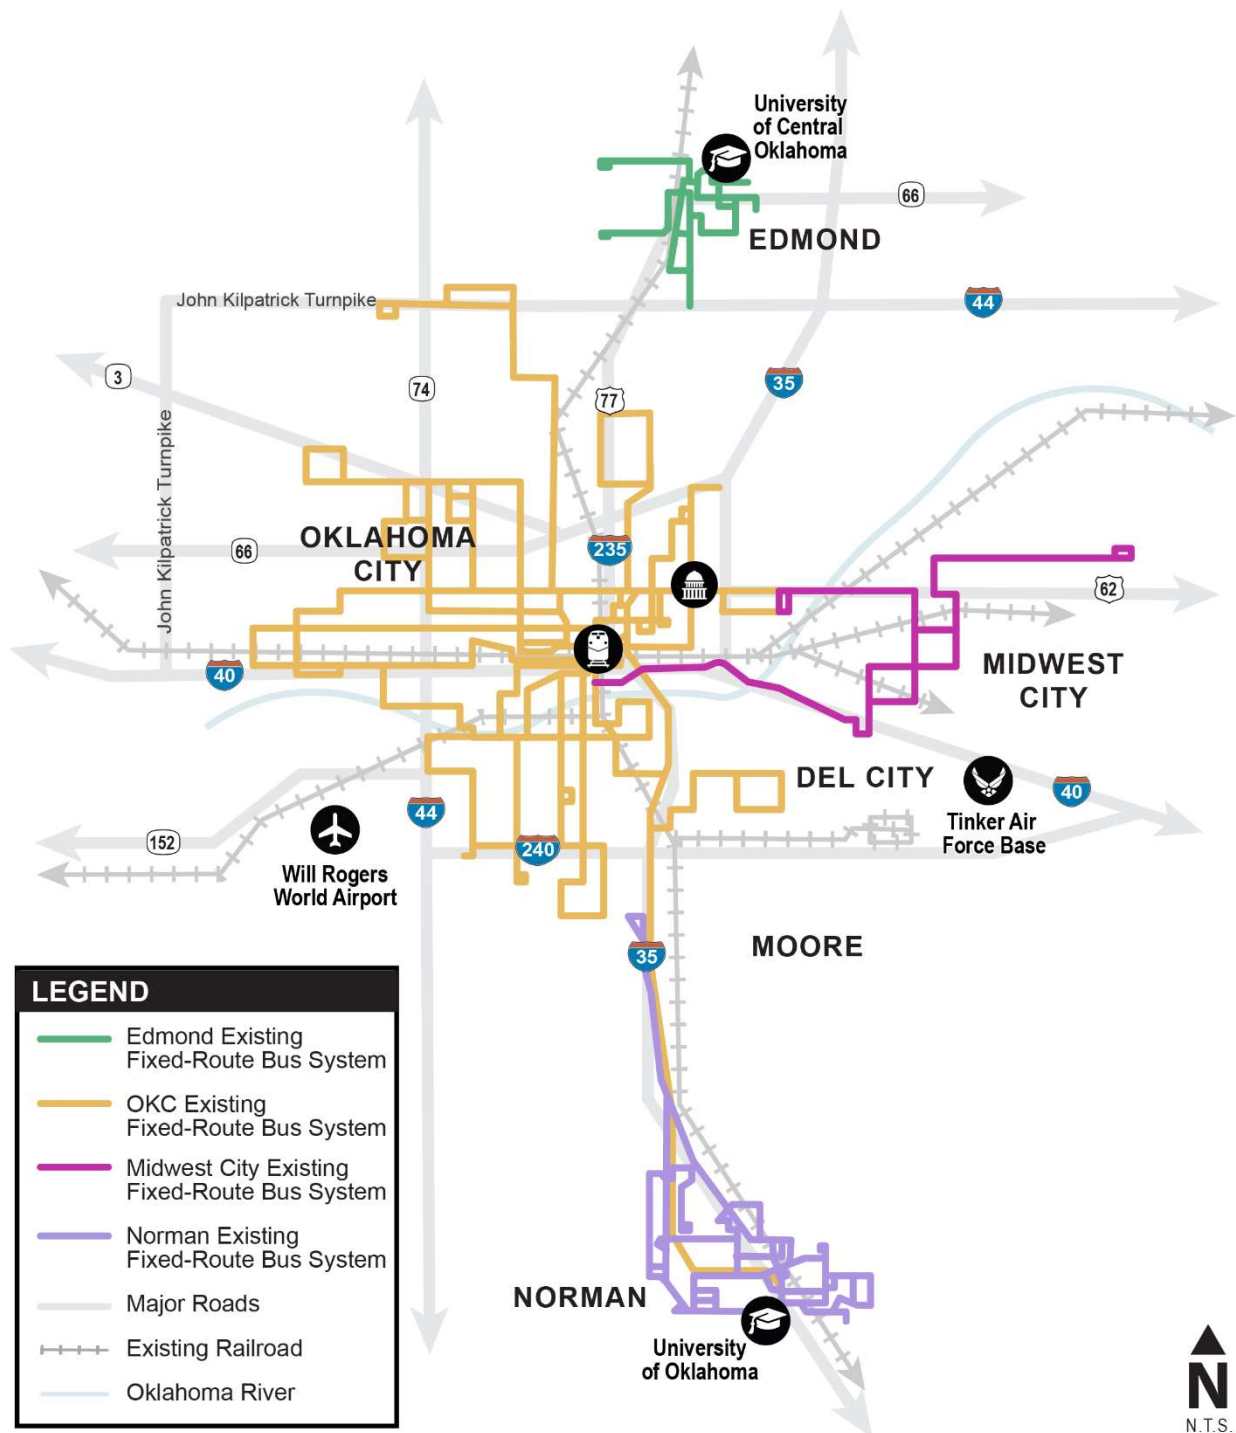 University
of Central
Oklahoma
66
EDMOND
John Kilpatrick Turnpike
44
3
74
77
35
John Kilpatrick Turnpike
OKLAHOMA
CITY
66
235
62
40
MIDWEST
CITY
DEL CITY
40
44
152
240
Tinker Air
Force Base
Will Rogers
World Airport
35
MOORE
LEGEND
Edmond Existing
Fixed-Route Bus System
OKC Existing
Fixed-Route Bus System
Midwest City Existing
Fixed-Route Bus System
Norman Existing
Fixed-Route Bus System
Major Roads
Existing Railroad
Oklahoma River
NORMAN
University
of Oklahoma
N
N.T.S.